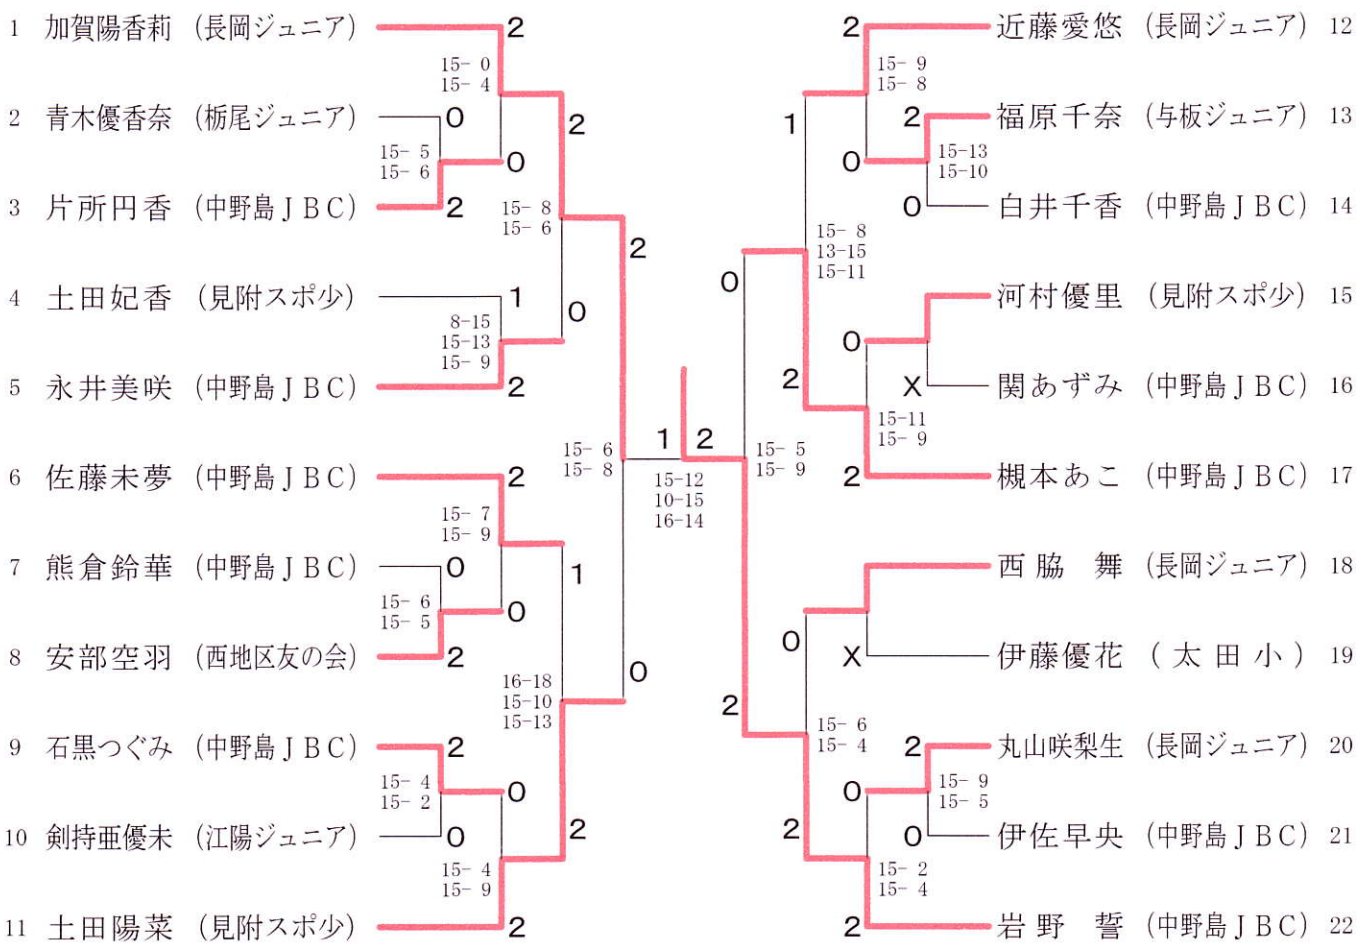 1 加賀陽香莉 (長岡ジュニア) 2
15- 0
15- 4
2 青木優香奈 (栃尾ジュニア) 0
2
15- 5
15- 6
0
3 片所円香 (中野島ＪＢＣ) 2
15- 8
15- 6
2
4 土田妃香 (見附スポ少) 1
0
8-15
15-13
15- 9
5 永井美咲 (中野島ＪＢＣ) 2
15- 6
15- 8
1
6 佐藤未夢 (中野島ＪＢＣ) 2
15- 7
15- 9
7 熊倉鈴華 (中野島ＪＢＣ) 0
1
15- 6
15- 5
0
8 安部空羽 (西地区友の会) 2
0
16-18
15-10
15-13
9 石黒つぐみ (中野島ＪＢＣ) 2
15- 4
15- 2
0
10 剣持亜優未 (江陽ジュニア) 0
2
15- 4
15- 9
11 土田陽菜 (見附スポ少) 2
15-12
10-15
16-14
2 近藤愛悠 (長岡ジュニア) 12
15- 9
15- 8
1
2 福原千奈 (与板ジュニア) 13
0
15-13
15-10
0 白井千香 (中野島ＪＢＣ) 14
15- 8
13-15
15-11
0
河村優里 (見附スポ少) 15
0
2
X 関あずみ (中野島ＪＢＣ) 16
15-11
15- 9
2
15- 5
15- 9
2 槻本あこ (中野島ＪＢＣ) 17
西脇　舞 (長岡ジュニア) 18
0
X 伊藤優花 (太田小) 19
2
15- 6
15- 4
2 丸山咲梨生 (長岡ジュニア) 20
0
15- 9
15- 5
2
0 伊佐早央 (中野島ＪＢＣ) 21
15- 2
15- 4
2 岩野　誓 (中野島ＪＢＣ) 22